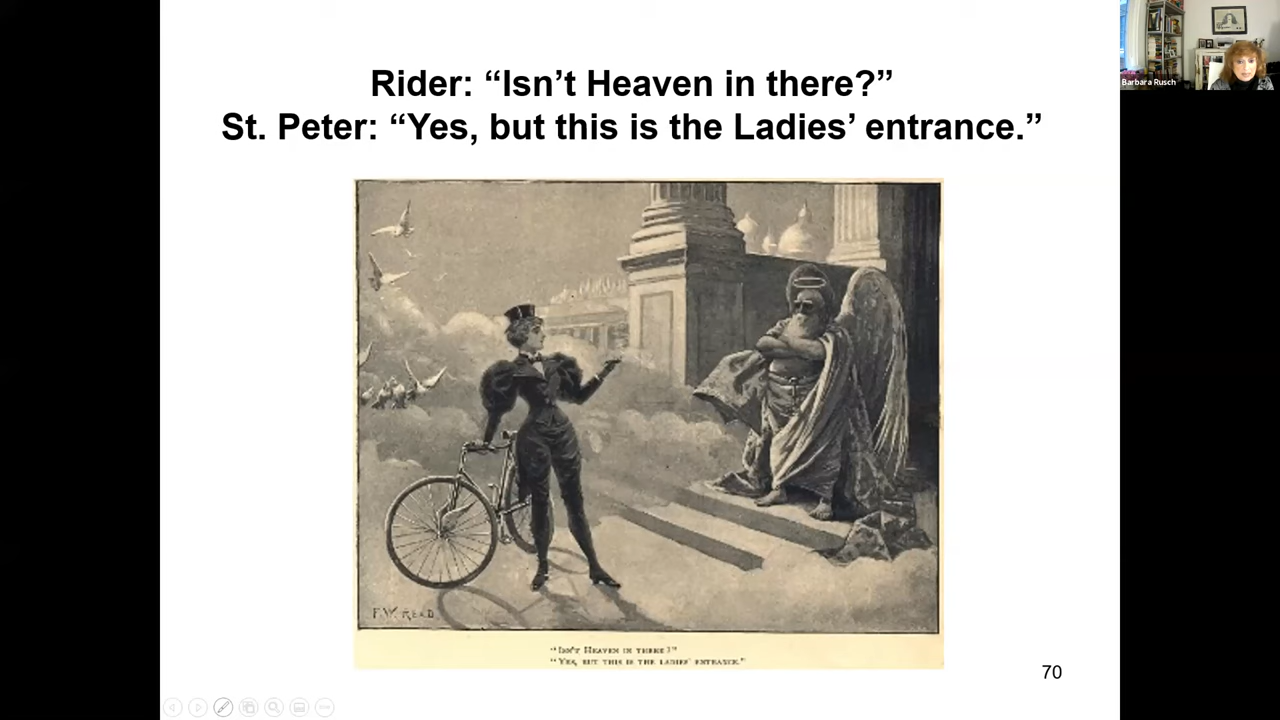 Rider: “Isn’t Heaven in there?”
St. Peter: “Yes, but this is the Ladies’ entrance.”
Barbara Rusch
F.W. READ
"ISN'T HEAVEN IN THERE?"
"YES, BUT THIS IS THE LADIES' ENTRANCE."
70